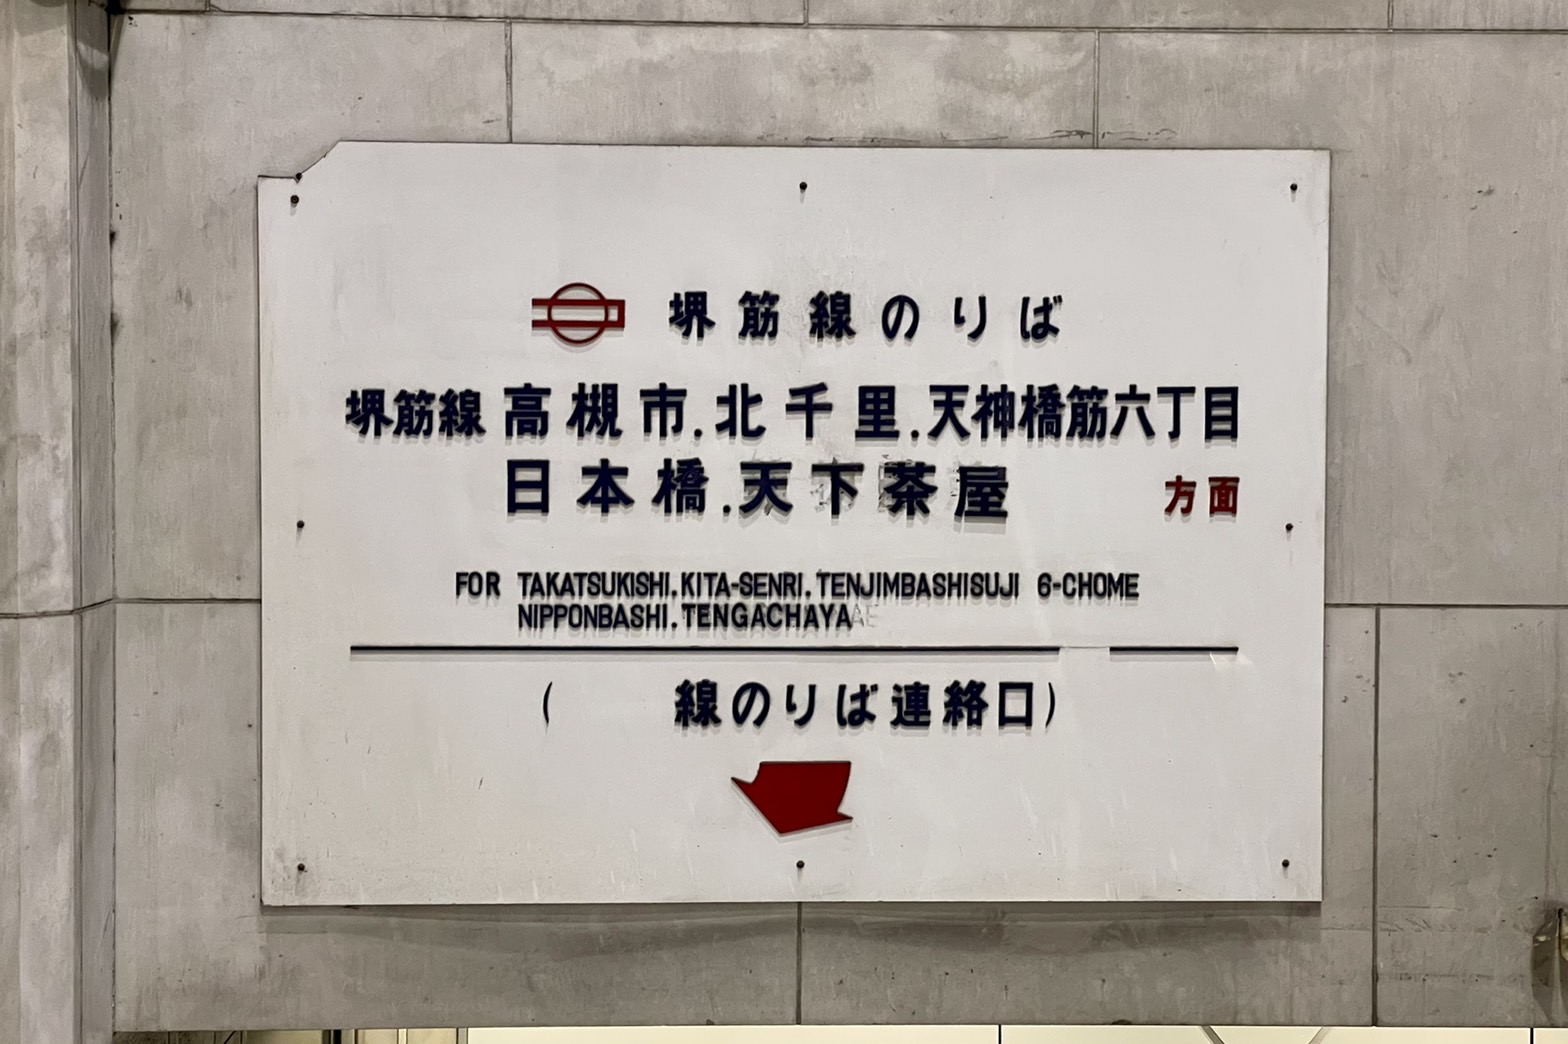 堺筋線のりば
堺筋線 高槻市.北千里.天神橋筋六丁目
日本橋.天下茶屋 方面
FOR TAKATSUKISHI.KITA-SENRI.TENJIMBASHISUJI 6-CHOME
NIPPONBASHI.TENGACHAYA
( 線のりば連絡口)